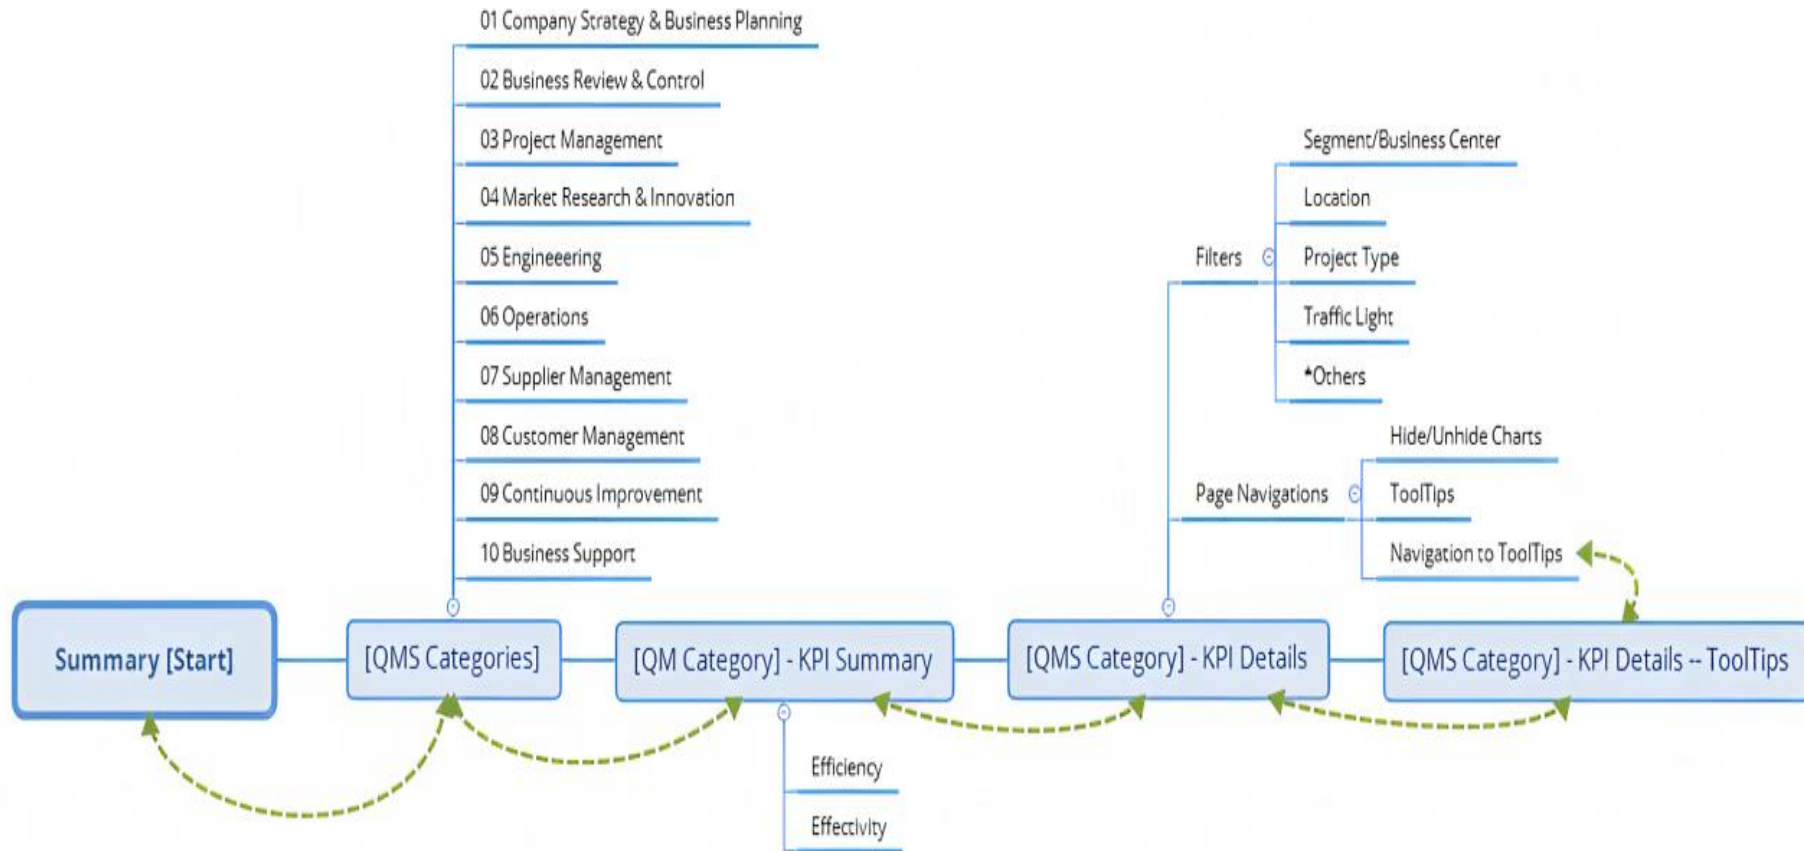 01 Company Strategy & Business Planning
02 Business Review & Control
03 Project Management
04 Market Research & Innovation
05 Engineeering
06 Operations
07 Supplier Management
08 Customer Management
09 Continuous Improvement
10 Business Support
Segment/Business Center
Location
Filters
Project Type
Traffic Light
*Others
Hide/Unhide Charts
Page Navigations
ToolTips
Navigation to ToolTips
Summary [Start]
[QMS Categories]
[QM Category] - KPI Summary
[QMS Category] - KPI Details
[QMS Category] - KPI Details -- ToolTips
Efficiency
Effectivity